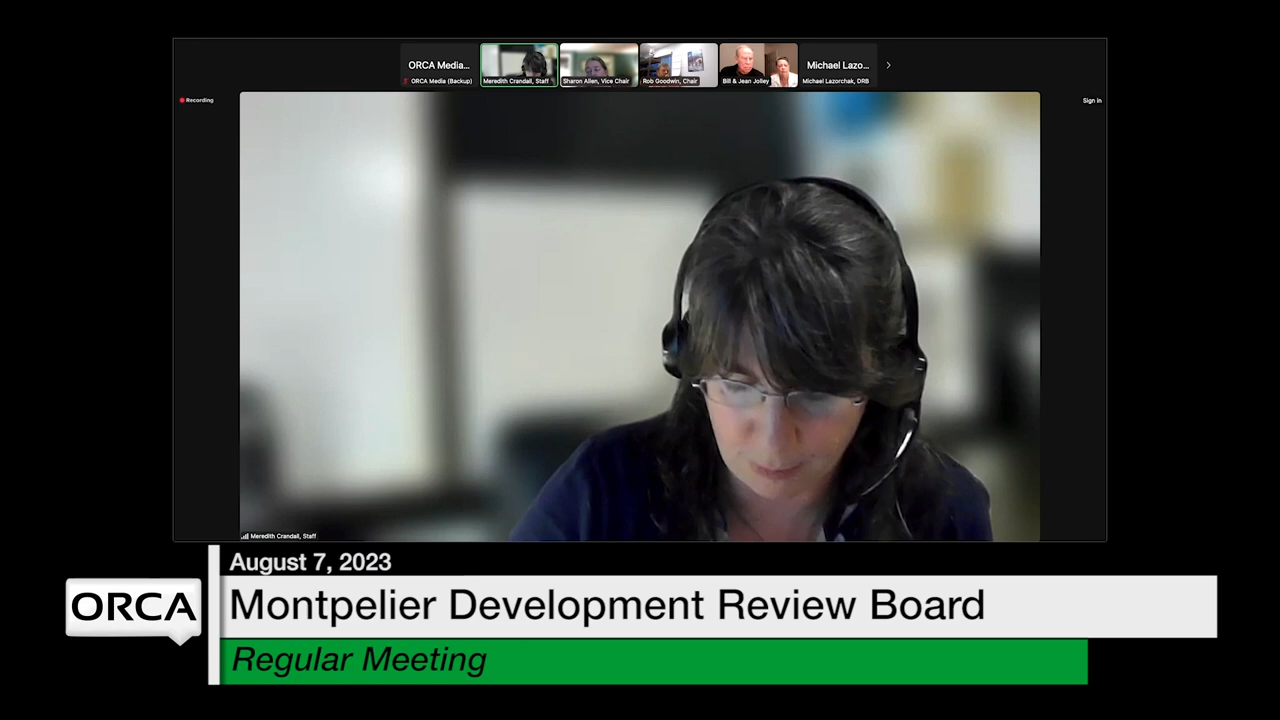 ORCA Media...
Michael Lazo...
ORCA Media (Backup)
Meredith Crandall, Staff
Sharon Allen, Vice Chair
Rob Goodwin, Chair
Bill & Jean Jolley
Michael Lazorchak, DRB
Recording
Sign in
Meredith Crandall, Staff
August 7, 2023
ORCA
Montpelier Development Review Board
Regular Meeting